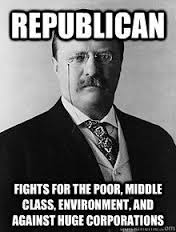 REPUBLICAN
FIGHTS FOR THE POOR, MIDDLE
CLASS, ENVIRONMENT, AND
AGAINST HUGE CORPORATIONS